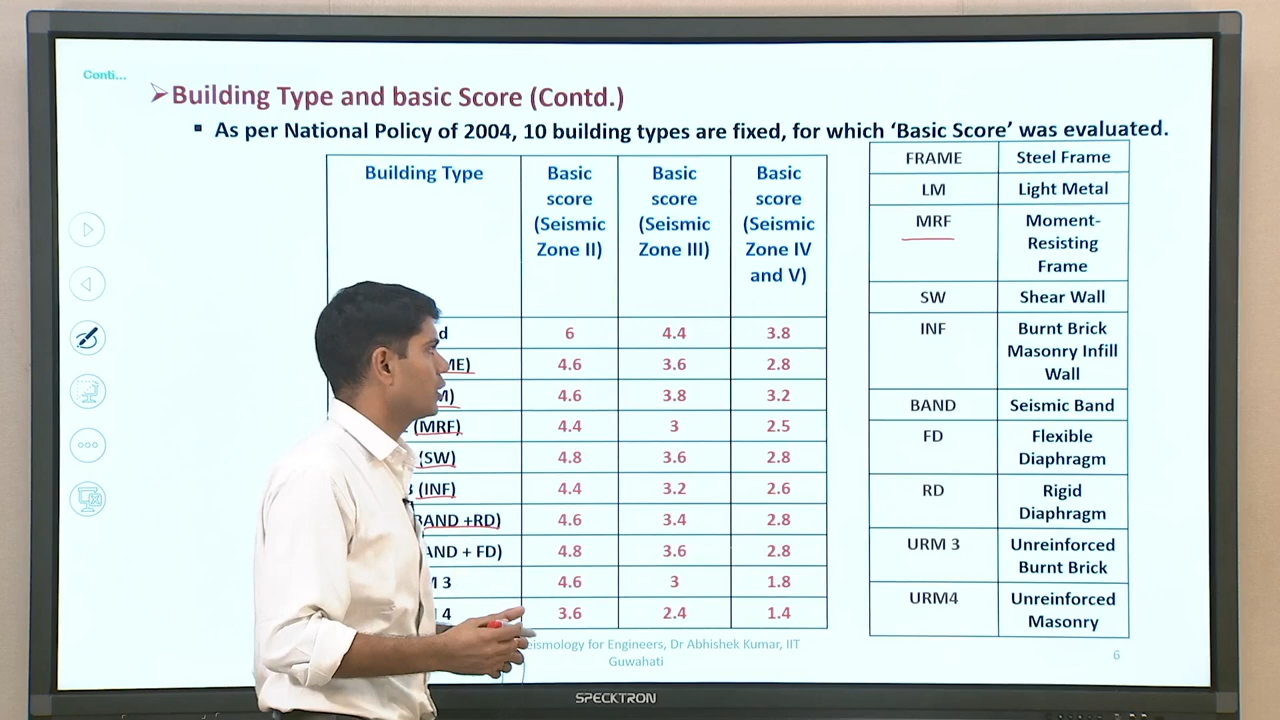 Conti...
Building Type and basic Score (Contd.)
As per National Policy of 2004, 10 building types are fixed, for which ‘Basic Score’ was evaluated.
Building Type
Basic
score
(Seismic
Zone II)
Basic
score
(Seismic
Zone III)
Basic
score
(Seismic
Zone IV
and V)
d 6 4.4 3.8
ME) 4.6 3.6 2.8
M) 4.6 3.8 3.2
(MRF) 4.4 3 2.5
(SW) 4.8 3.6 2.8
(INF) 4.4 3.2 2.6
AND +RD) 4.6 3.4 2.8
AND + FD) 4.8 3.6 2.8
3 4.6 3 1.8
4 3.6 2.4 1.4
FRAME Steel Frame
LM Light Metal
MRF Moment-
Resisting
Frame
SW Shear Wall
INF Burnt Brick
Masonry Infill
Wall
BAND Seismic Band
FD Flexible
Diaphragm
RD Rigid
Diaphragm
URM 3 Unreinforced
Burnt Brick
URM4 Unreinforced
Masonry
eismology for Engineers, Dr Abhishek Kumar, IIT
Guwahati
6
SPECKTRON